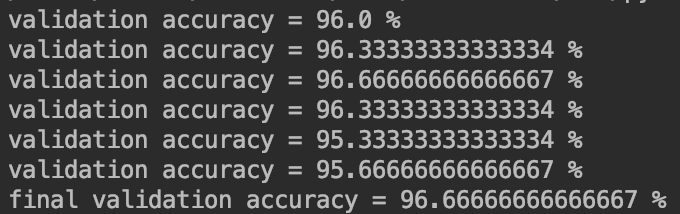 validation accuracy = 96.0 %
validation accuracy = 96.33333333333334 %
validation accuracy = 96.66666666666667 %
validation accuracy = 96.33333333333334 %
validation accuracy = 95.33333333333334 %
validation accuracy = 95.66666666666667 %
final validation accuracy = 96.66666666666667 %